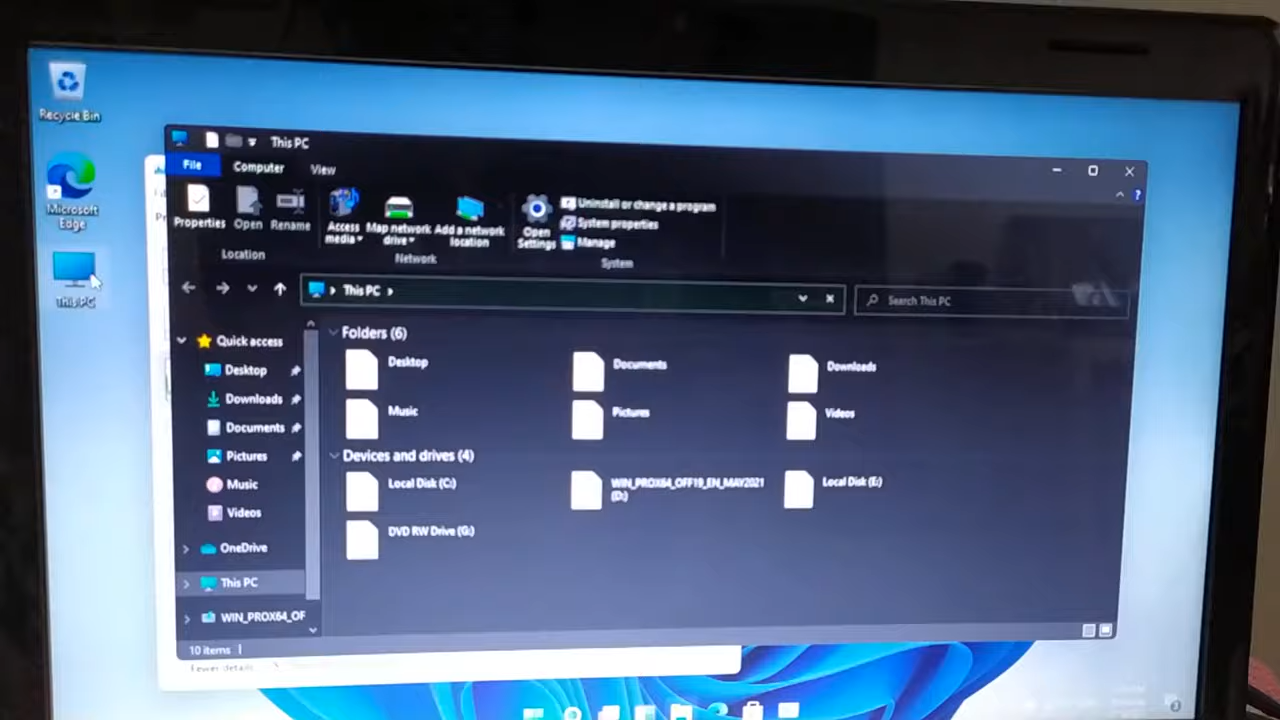 Recycle Bin
Microsoft
Edge
This PC
This PC
File
Computer
View
Properties
Open
Rename
Access
media
Map network
drive
Add a network
location
Open
Settings
Uninstall or change a program
System properties
Manage
Location
Network
System
This PC
Search This PC
Quick access
Desktop
Downloads
Documents
Pictures
Music
Videos
OneDrive
This PC
WIN_PROX64_OF
Folders (6)
Desktop
Documents
Downloads
Music
Pictures
Videos
Devices and drives (4)
Local Disk (C:)
WIN_PROX64_OFF19_EN_MAY2021
(D:)
Local Disk (E:)
DVD RW Drive (G:)
10 items
Fewer details